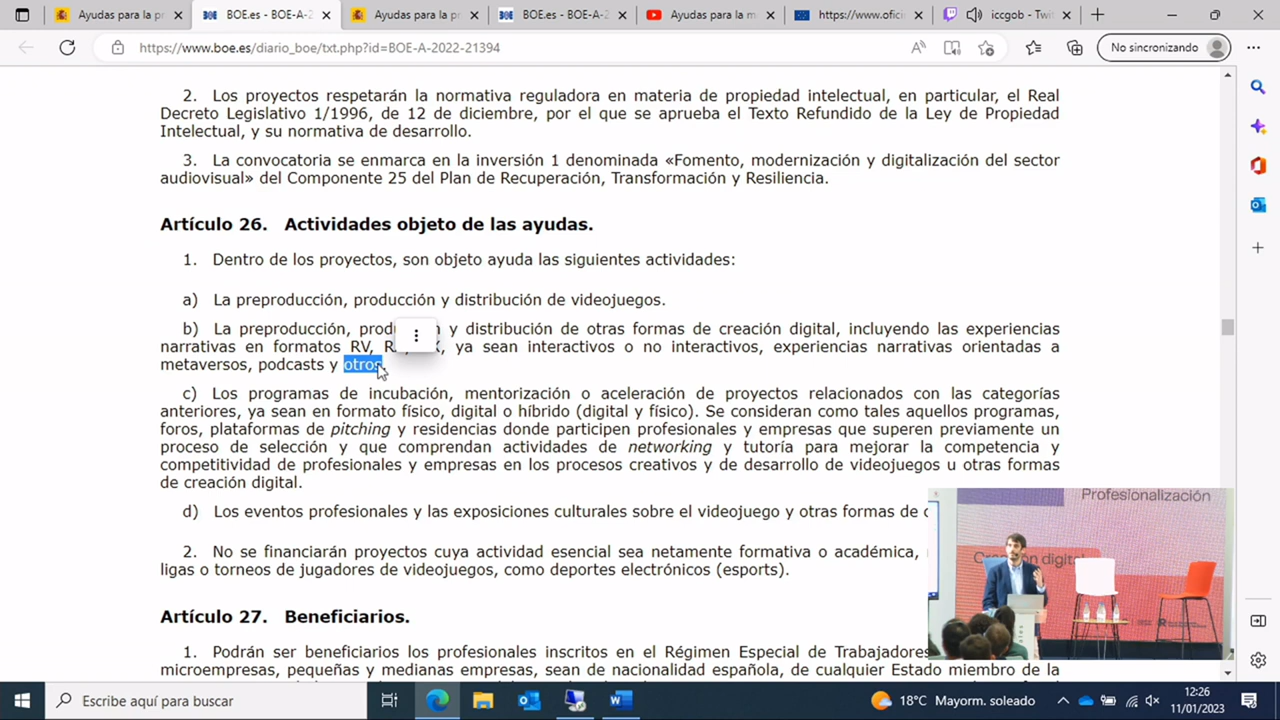 Ayudas para la p
BOE.es - BOE-A-2
Ayudas para la p
BOE.es - BOE-A-2
Ayudas para la m
https://www.ofici
iccgob - Twit
https://www.boe.es/diario_boe/txt.php?id=BOE-A-2022-21394
No sincronizando
2. Los proyectos respetarán la normativa reguladora en materia de propiedad intelectual, en particular, el Real
Decreto Legislativo 1/1996, de 12 de diciembre, por el que se aprueba el Texto Refundido de la Ley de Propiedad
Intelectual, y su normativa de desarrollo.
3. La convocatoria se enmarca en la inversión 1 denominada «Fomento, modernización y digitalización del sector
audiovisual» del Componente 25 del Plan de Recuperación, Transformación y Resiliencia.
Artículo 26. Actividades objeto de las ayudas.
1. Dentro de los proyectos, son objeto ayuda las siguientes actividades:
a) La preproducción, producción y distribución de videojuegos.
b) La preproducción, prod y distribución de otras formas de creación digital, incluyendo las experiencias
narrativas en formatos RV, ya sean interactivos o no interactivos, experiencias narrativas orientadas a
metaversos, podcasts y otros.
c) Los programas de incubación, mentorización o aceleración de proyectos relacionados con las categorías
anteriores, ya sean en formato físico, digital o híbrido (digital y físico). Se consideran como tales aquellos programas,
foros, plataformas de pitching y residencias donde participen profesionales y empresas que superen previamente un
proceso de selección y que comprendan actividades de networking y tutoría para mejorar la competencia y
competitividad de profesionales y empresas en los procesos creativos y de desarrollo de videojuegos u otras formas
de creación digital.
d) Los eventos profesionales y las exposiciones culturales sobre el videojuego y otras formas de c
2. No se financiarán proyectos cuya actividad esencial sea netamente formativa o académica,
ligas o torneos de jugadores de videojuegos, como deportes electrónicos (esports).
Artículo 27. Beneficiarios.
1. Podrán ser beneficiarios los profesionales inscritos en el Régimen Especial de Trabajadores
microempresas, pequeñas y medianas empresas, sean de nacionalidad española, de cualquier Estado miembro de la
Profesionalización
digital
Escribe aquí para buscar
18°C Mayorm. soleado
12:26
11/01/2023